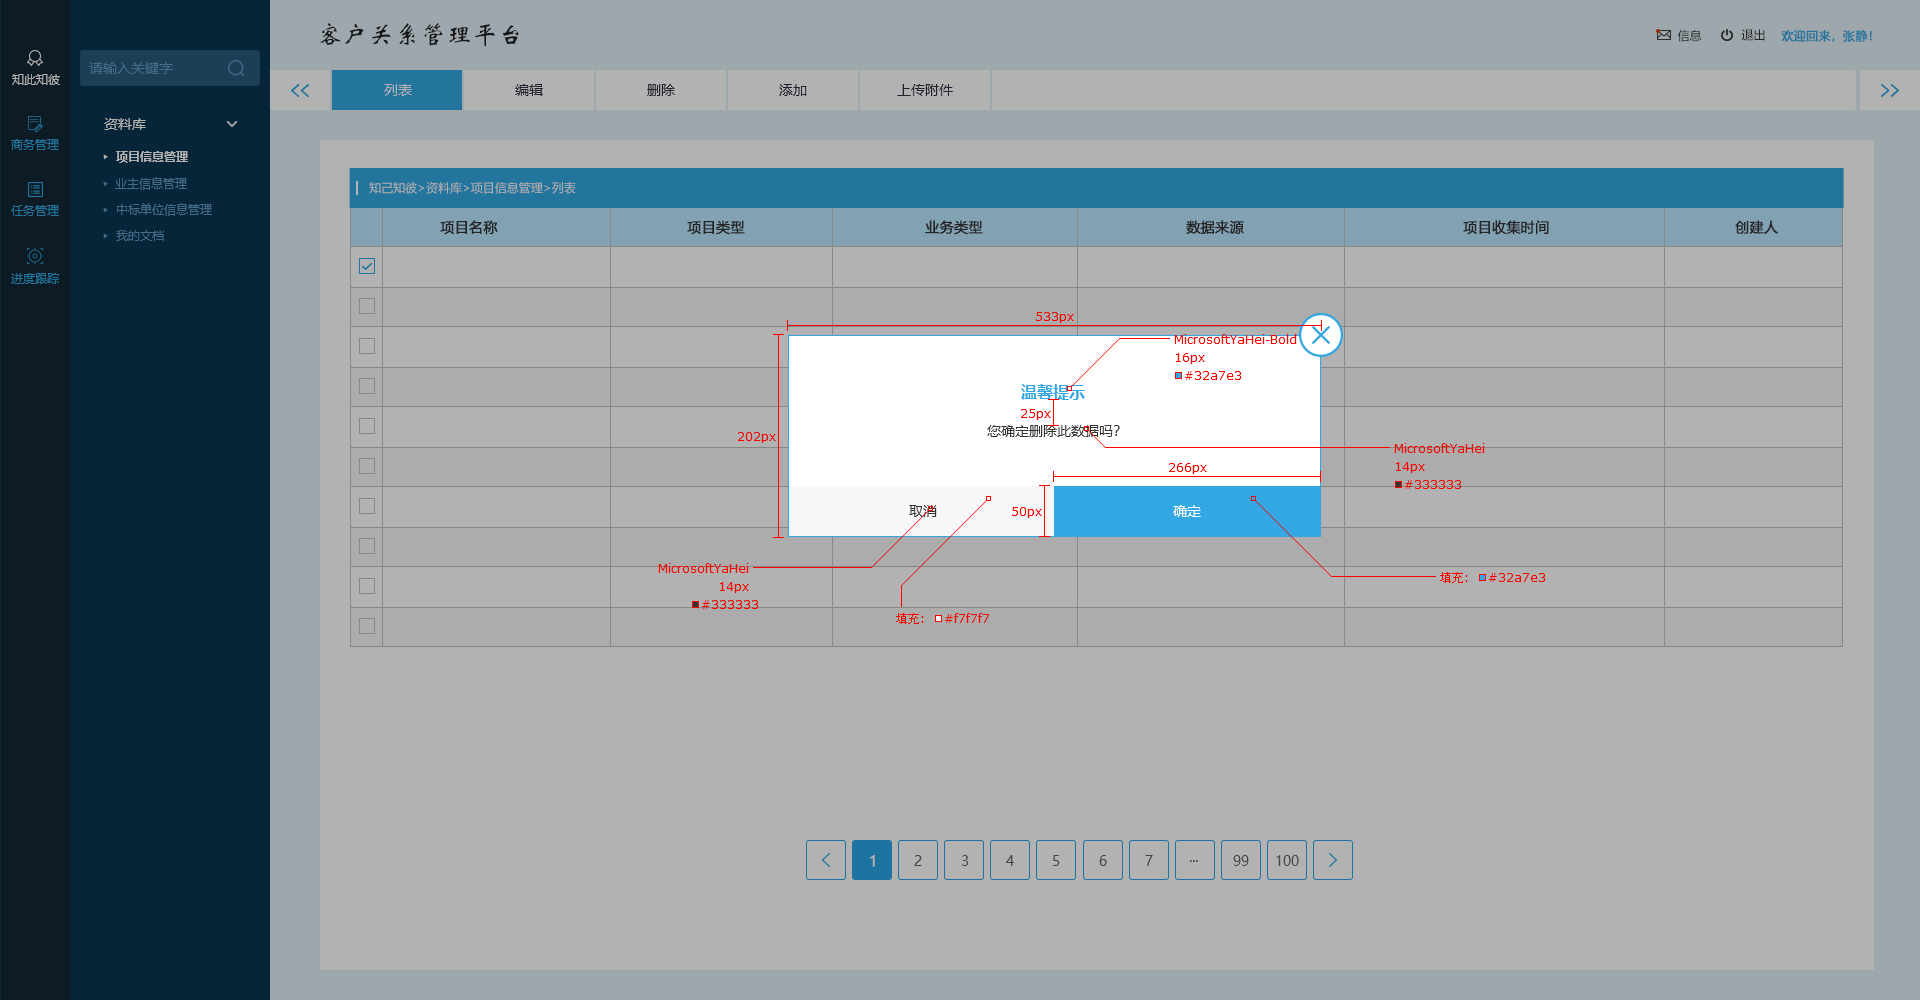 客户关系管理平台
信息
退出
欢迎回来，张静！
知此知彼
商务管理
任务管理
进度跟踪
请输入关键字
资料库
项目信息管理
业主信息管理
中标单位信息管理
我的文档
<<
列表
编辑
删除
添加
上传附件
>>
知己知彼>资料库>项目信息管理>列表
项目名称
项目类型
业务类型
数据来源
项目收集时间
创建人
533px
MicrosoftYaHei-Bold
16px
#32a7e3
温馨提示
25px
202px
您确定删除此数据吗？
MicrosoftYaHei
14px
#333333
266px
取消
50px
确定
MicrosoftYaHei
14px
#333333
填充： #f7f7f7
填充： #32a7e3
< 1 2 3 4 5 6 7 ... 99 100 >